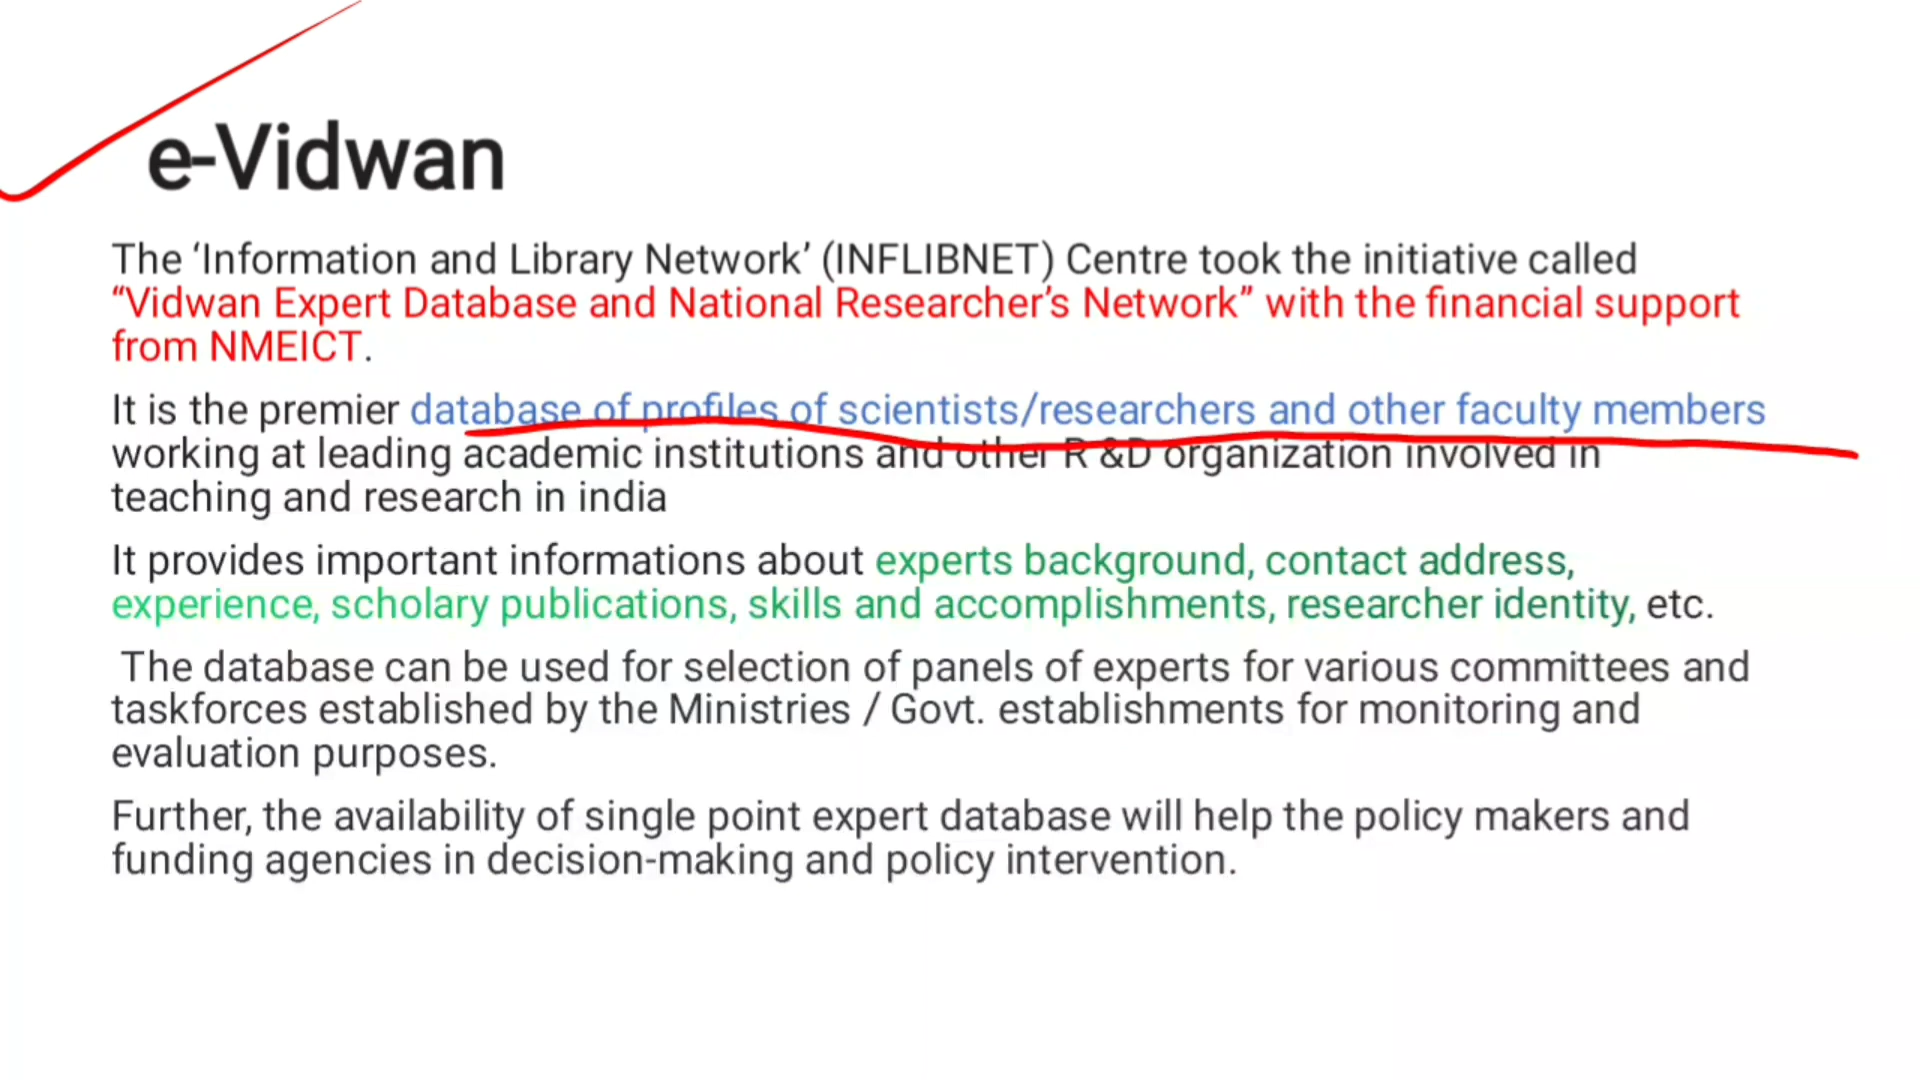 e-Vidwan
The ‘Information and Library Network’ (INFLIBNET) Centre took the initiative called
“Vidwan Expert Database and National Researcher’s Network” with the financial support
from NMEICT.
It is the premier database of profiles of scientists/researchers and other faculty members
working at leading academic institutions and other R &D organization involved in
teaching and research in india
It provides important informations about experts background, contact address,
experience, scholary publications, skills and accomplishments, researcher identity, etc.
The database can be used for selection of panels of experts for various committees and
taskforces established by the Ministries / Govt. establishments for monitoring and
evaluation purposes.
Further, the availability of single point expert database will help the policy makers and
funding agencies in decision-making and policy intervention.